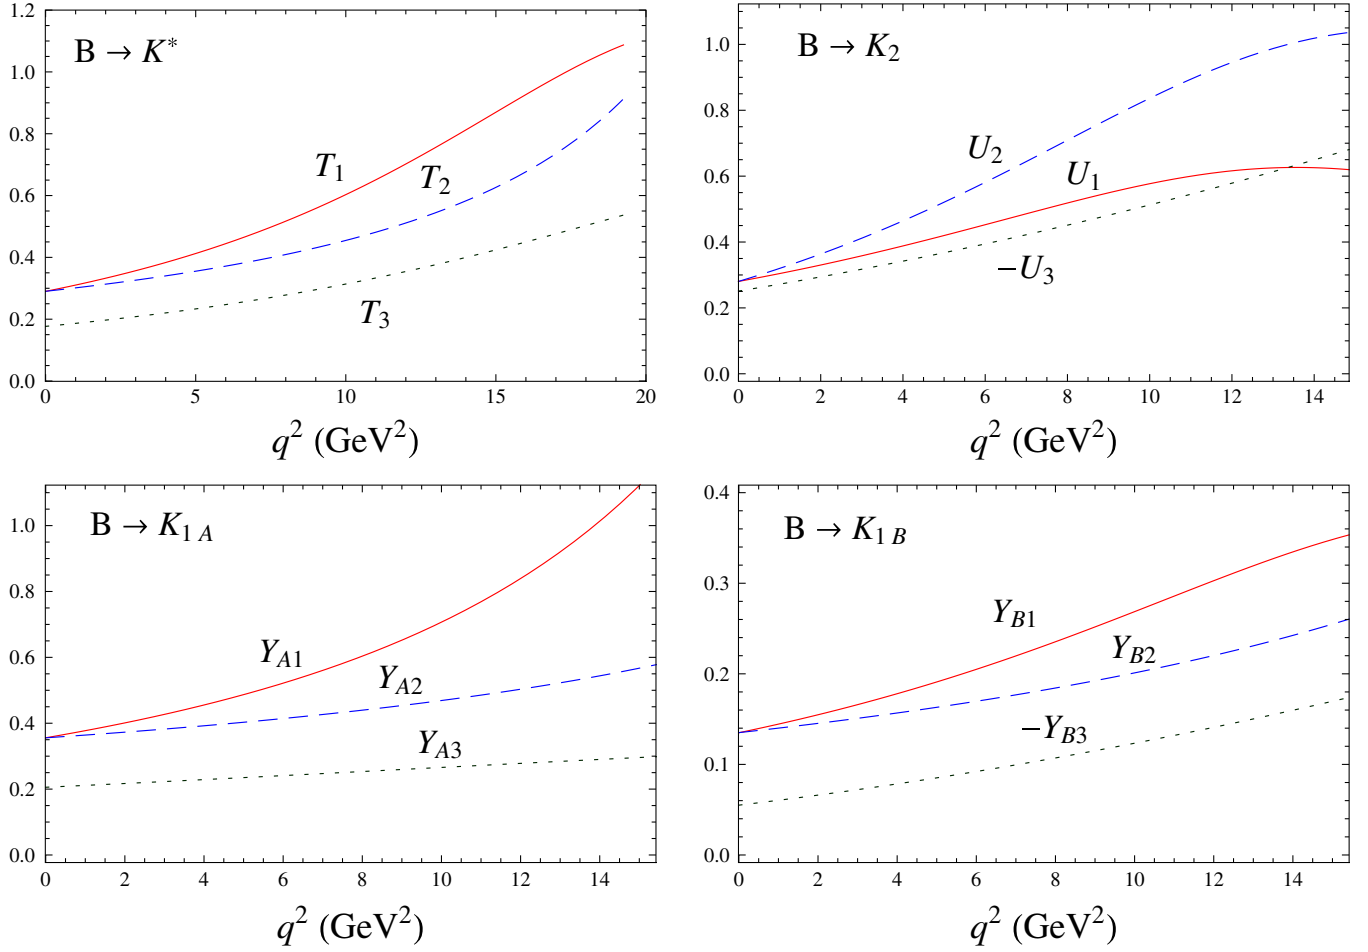 B → K*
T1
T2
T3
0.0
0.2
0.4
0.6
0.8
1.0
1.2
0 5 10 15 20
q² (GeV²)
B → K2
U2
U1
−U3
0.0
0.2
0.4
0.6
0.8
1.0
0 2 4 6 8 10 12 14
q² (GeV²)
B → K1 A
YA1
YA2
YA3
0.0
0.2
0.4
0.6
0.8
1.0
0 2 4 6 8 10 12 14
q² (GeV²)
B → K1 B
YB1
YB2
−YB3
0.0
0.1
0.2
0.3
0.4
0 2 4 6 8 10 12 14
q² (GeV²)